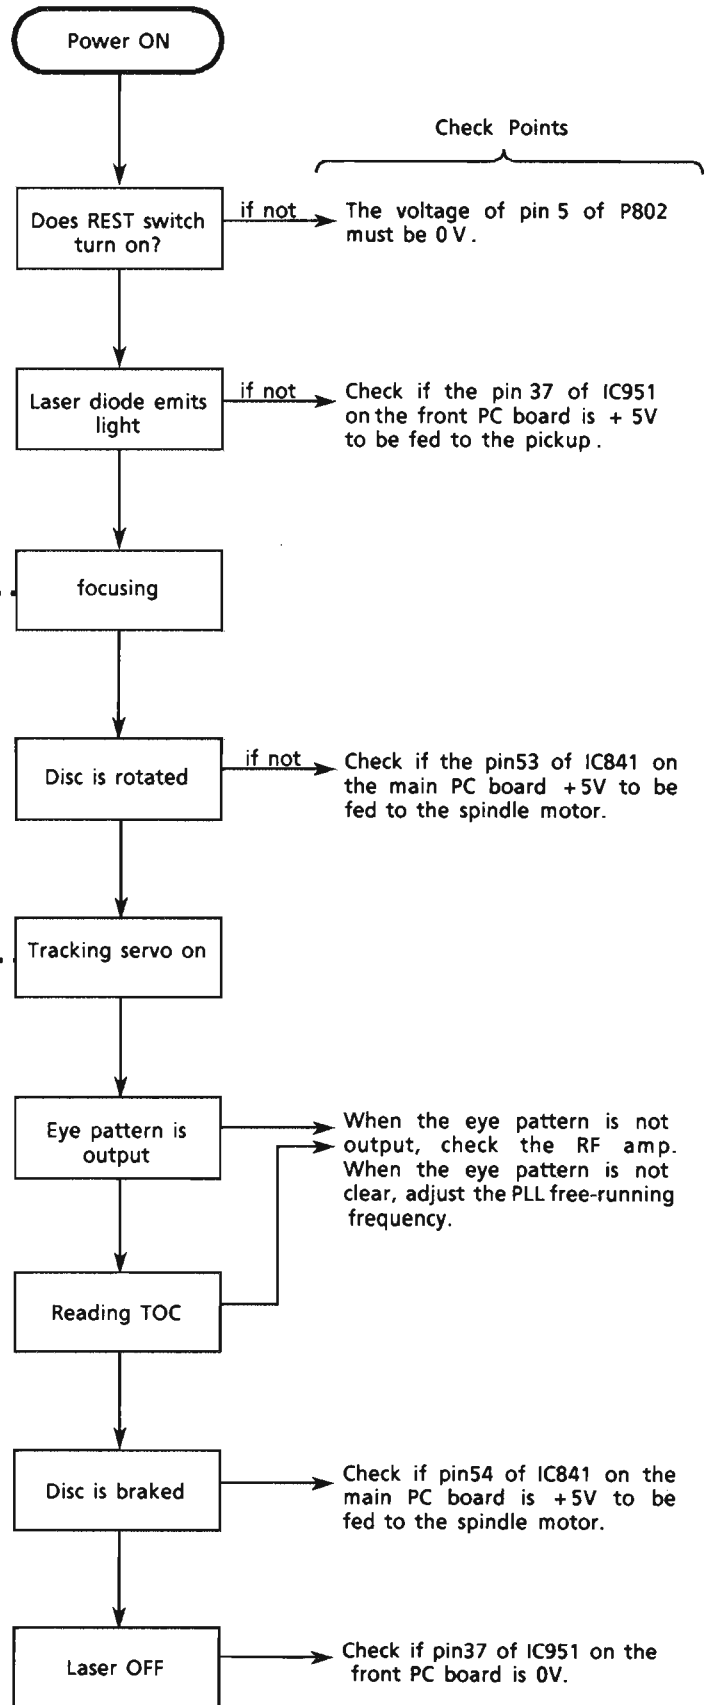 Power ON
Check Points
Does REST switch
turn on?
if not
The voltage of pin 5 of P802
must be 0 V.
Laser diode emits
light
if not
Check if the pin 37 of IC951
on the front PC board is + 5V
to be fed to the pickup.
focusing
Disc is rotated
if not
Check if the pin53 of IC841 on
the main PC board +5V to be
fed to the spindle motor.
Tracking servo on
Eye pattern is
output
When the eye pattern is not
output, check the RF amp.
When the eye pattern is not
clear, adjust the PLL free-running
frequency.
Reading TOC
Disc is braked
Check if pin54 of IC841 on the
main PC board is +5V to be
fed to the spindle motor.
Laser OFF
Check if pin37 of IC951 on the
front PC board is 0V.